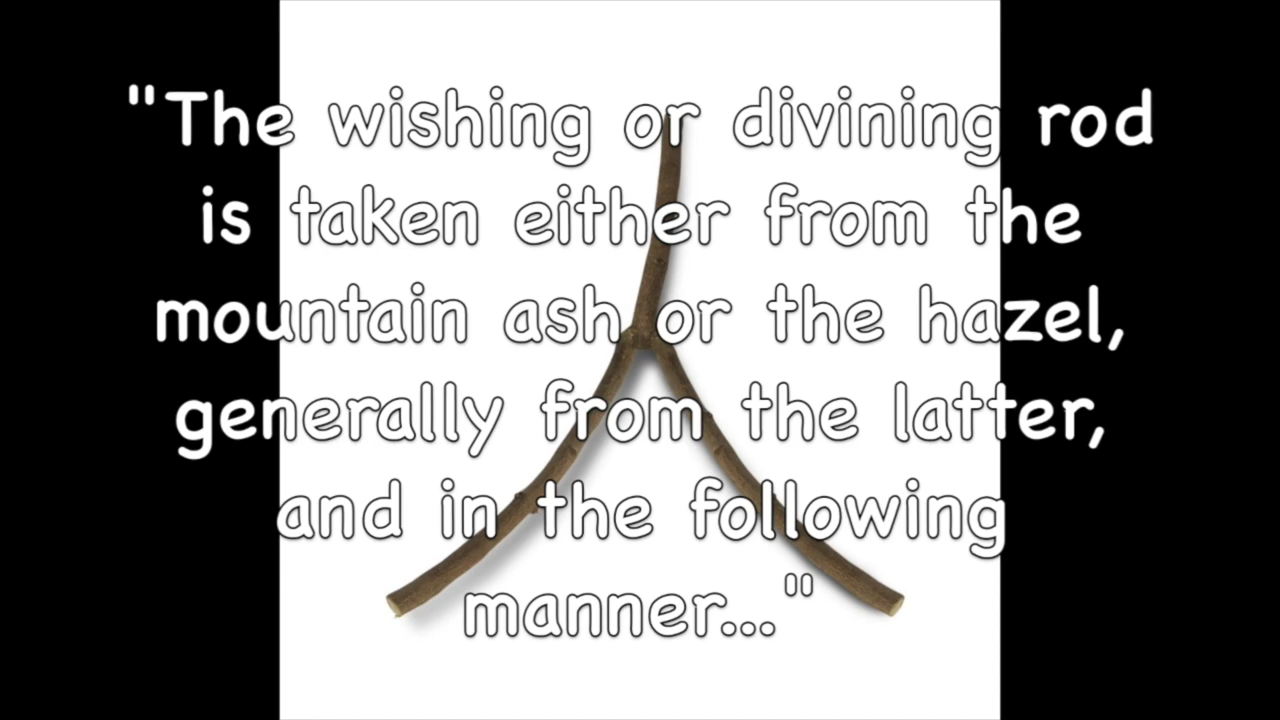 "The wishing or divining rod
is taken either from the
mountain ash or the hazel,
generally from the latter,
and in the following
manner..."